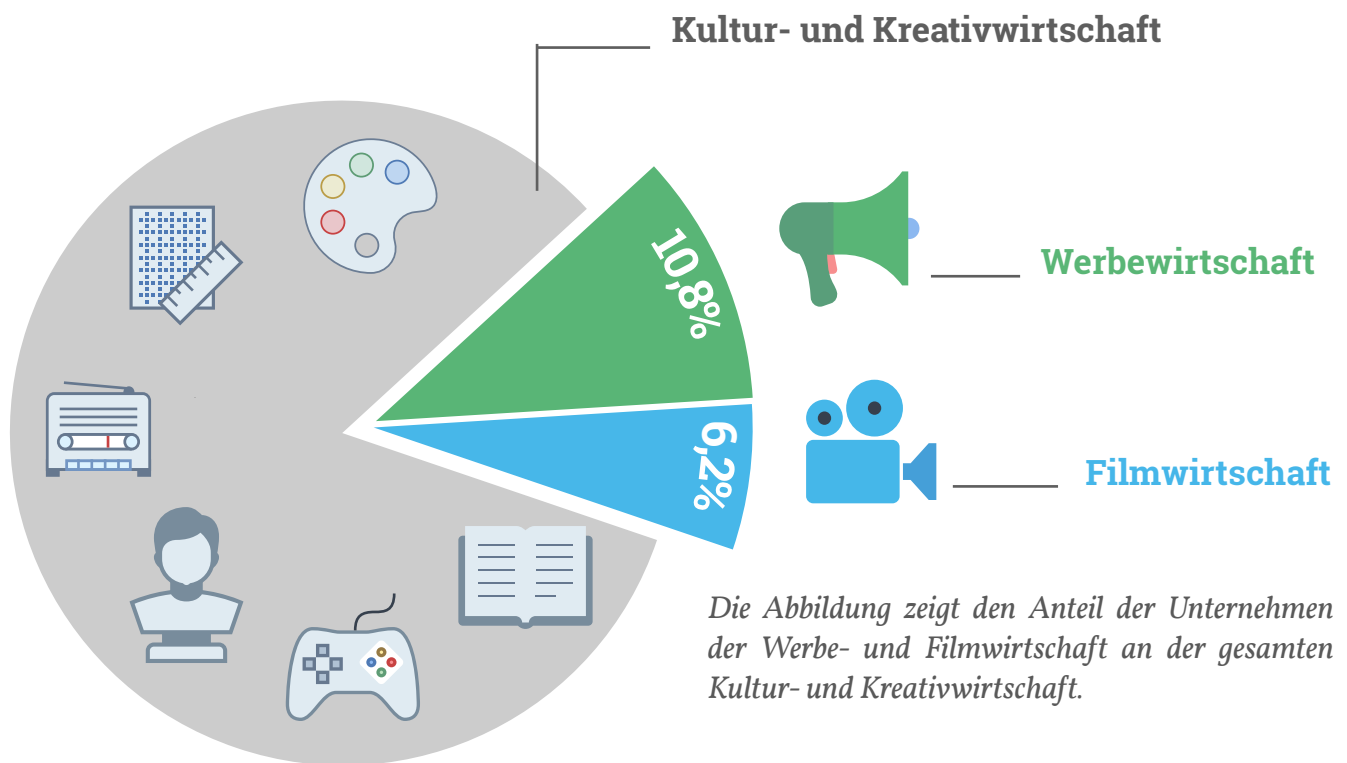 Kultur- und Kreativwirtschaft
10,8%
Werbewirtschaft
6,2%
Filmwirtschaft
Die Abbildung zeigt den Anteil der Unternehmen
der Werbe- und Filmwirtschaft an der gesamten
Kultur- und Kreativwirtschaft.